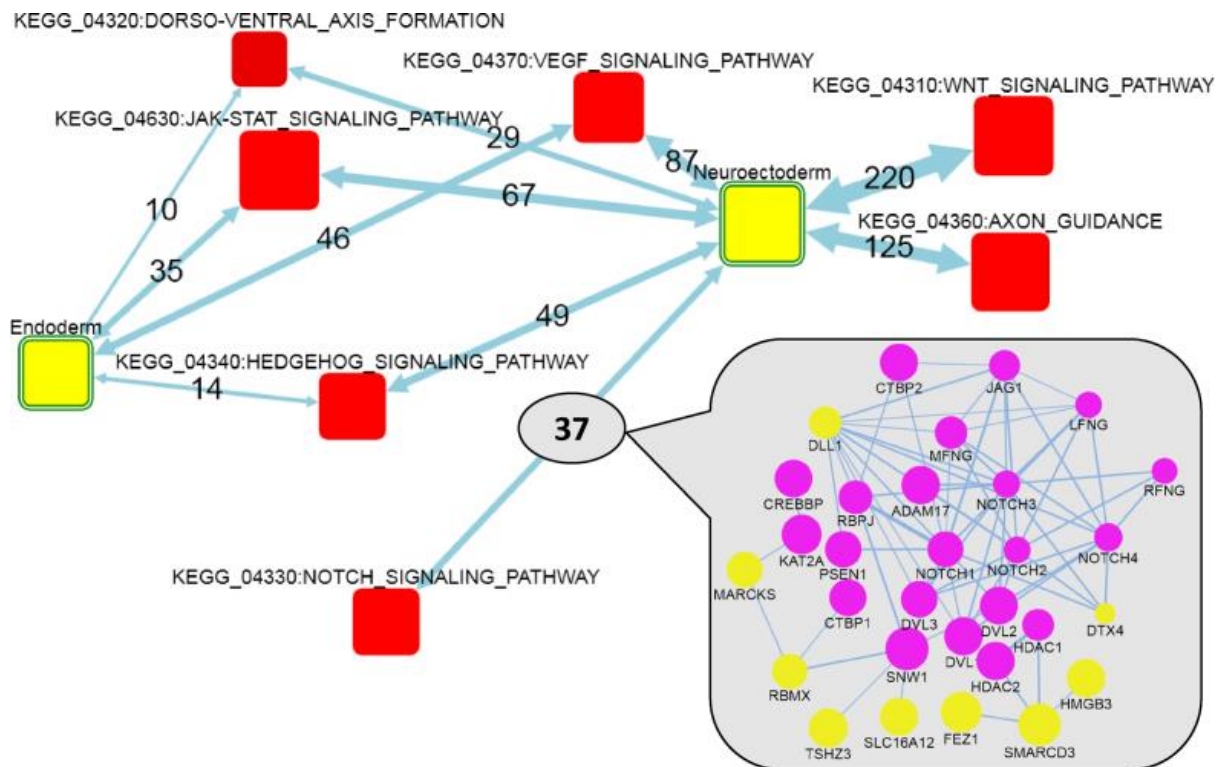 KEGG_04320:DORSO-VENTRAL_AXIS_FORMATION
KEGG_04370:VEGF_SIGNALING_PATHWAY
KEGG_04310:WNT_SIGNALING_PATHWAY
KEGG_04630:JAK-STAT_SIGNALING_PATHWAY
29
87
Neuroectoderm
220
10
67
KEGG_04360:AXON_GUIDANCE
46
125
35
Endoderm
49
KEGG_04340:HEDGEHOG_SIGNALING_PATHWAY
14
37
KEGG_04330:NOTCH_SIGNALING_PATHWAY
CTBP2
JAG1
LFNG
DLL1
MFNG
RFNG
CREBBP
RBPJ
ADAM17
NOTCH3
KAT2A
PSEN1
NOTCH1
NOTCH2
NOTCH4
MARCKS
CTBP1
DVL3
DVL2
DTX4
HDAC1
DVL1
SNW1
HDAC2
RBMX
HMGB3
TSHZ3
SLC16A12
FEZ1
SMARCD3